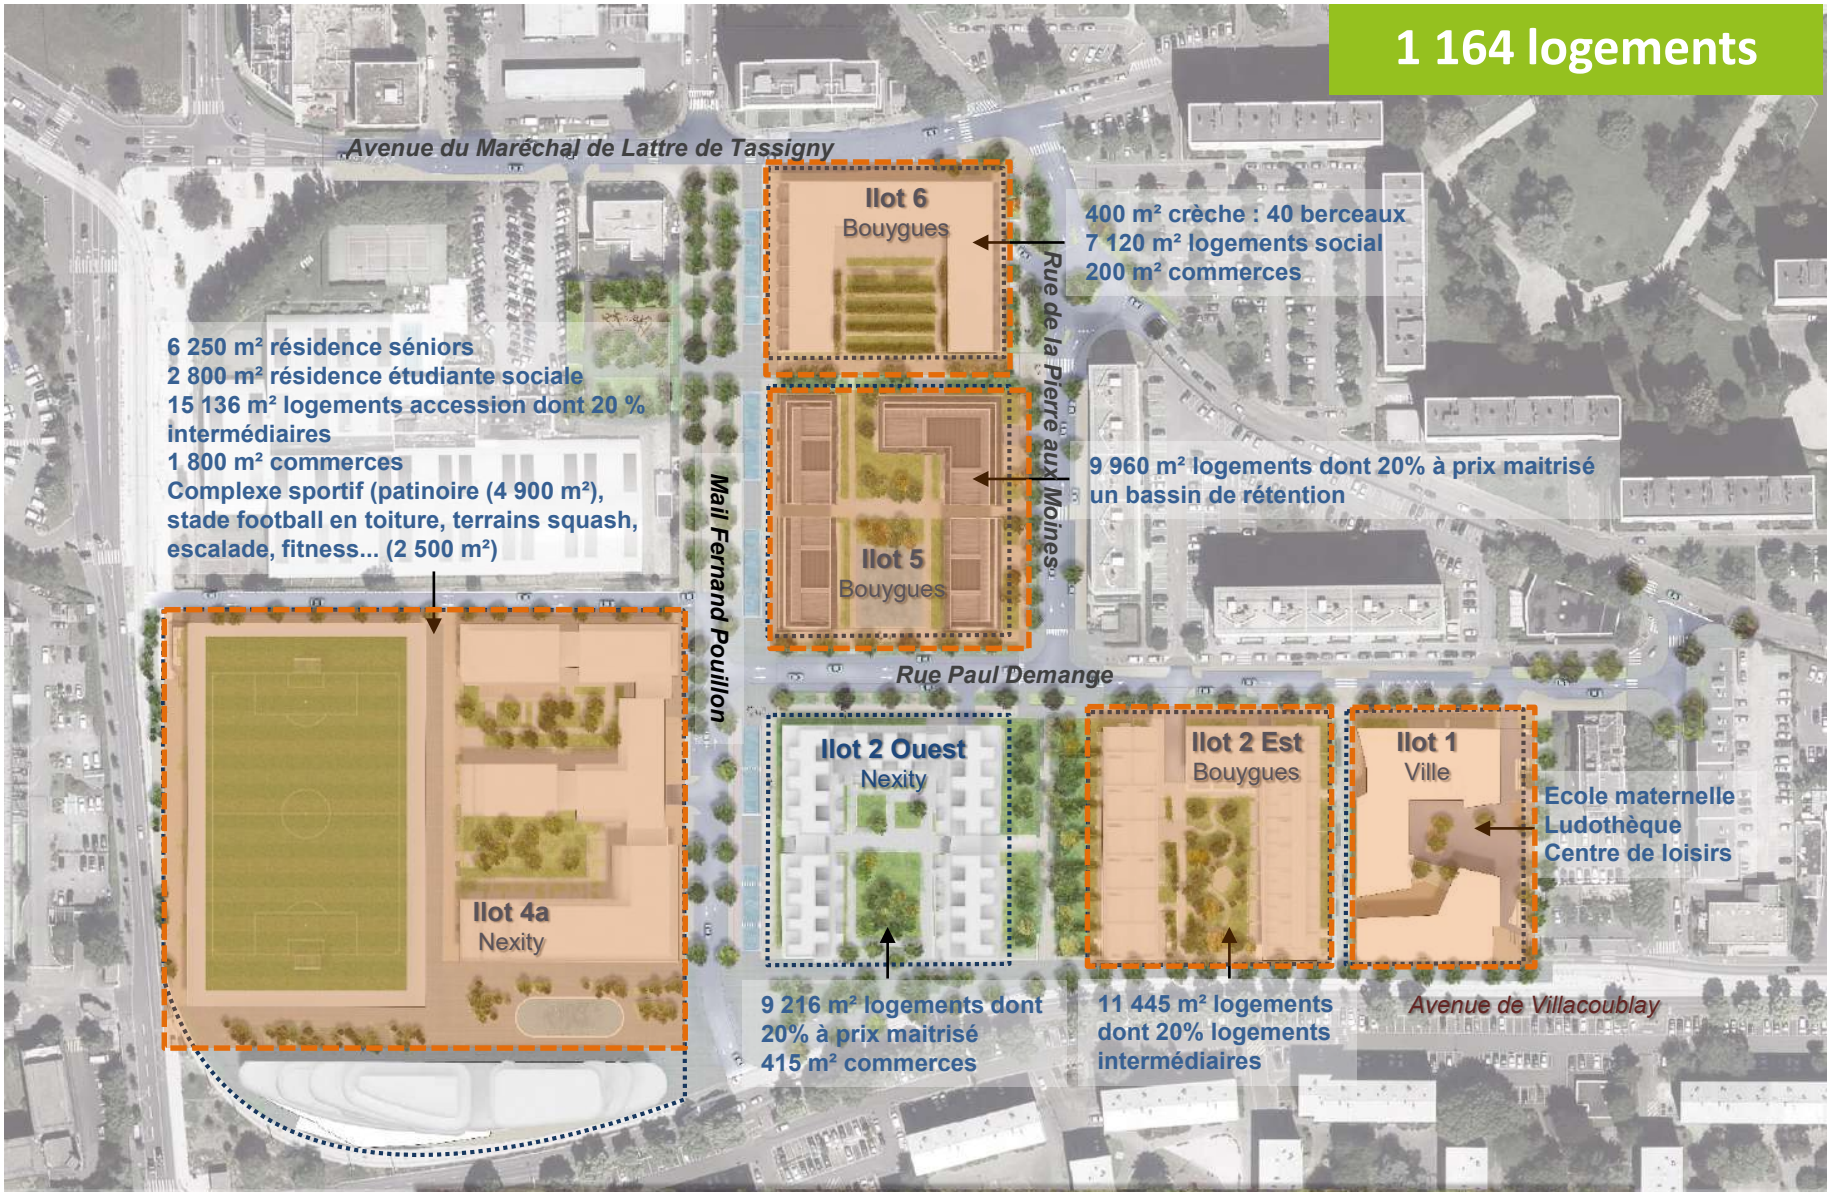 1 164 logements
Avenue du Maréchal de Lattre de Tassigny
Ilot 6
Bouygues
400 m² crèche : 40 berceaux
7 120 m² logements social
200 m² commerces
Rue de la Pierre aux Moines
6 250 m² résidence séniors
2 800 m² résidence étudiante sociale
15 136 m² logements accession dont 20 %
intermédiaires
1 800 m² commerces
Complexe sportif (patinoire (4 900 m²),
stade football en toiture, terrains squash,
escalade, fitness... (2 500 m²)
Mail Fernand Pouillon
9 960 m² logements dont 20% à prix maitrisé
un bassin de rétention
Ilot 5
Bouygues
Rue Paul Demange
Ilot 2 Ouest
Nexity
Ilot 2 Est
Bouygues
Ilot 1
Ville
Ecole maternelle
Ludothèque
Centre de loisirs
Ilot 4a
Nexity
9 216 m² logements dont
20% à prix maitrisé
415 m² commerces
11 445 m² logements
dont 20% logements
intermédiaires
Avenue de Villacoublay